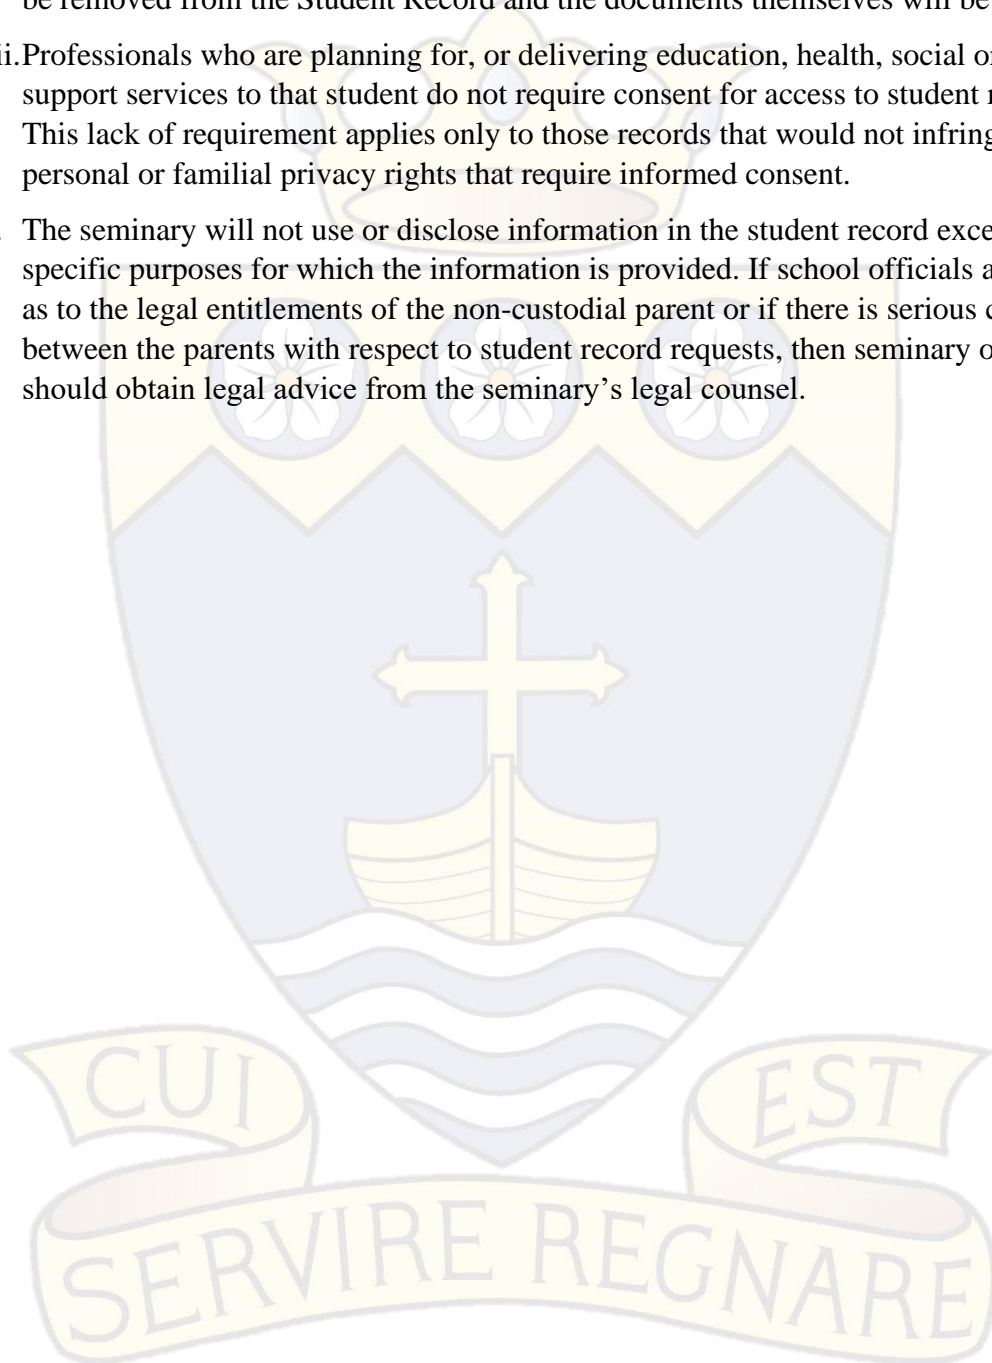 be removed from the Student Record and the documents themselves will be
ii. Professionals who are planning for, or delivering education, health, social or
support services to that student do not require consent for access to student
This lack of requirement applies only to those records that would not infring
personal or familial privacy rights that require informed consent.
. The seminary will not use or disclose information in the student record exce
specific purposes for which the information is provided. If school officials a
as to the legal entitlements of the non-custodial parent or if there is serious c
between the parents with respect to student record requests, then seminary o
should obtain legal advice from the seminary’s legal counsel.
CUI EST
SERVIRE REGNARE